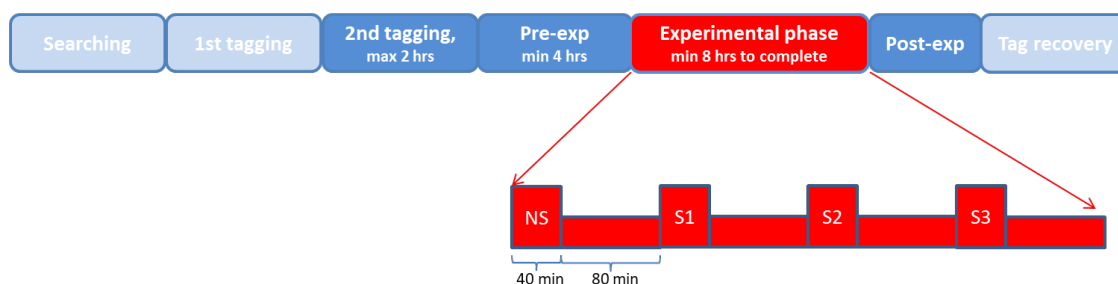 Searching
1st tagging
2nd tagging,
max 2 hrs
Pre-exp
min 4 hrs
Experimental phase
min 8 hrs to complete
Post-exp
Tag recovery
NS
S1
S2
S3
40 min
80 min